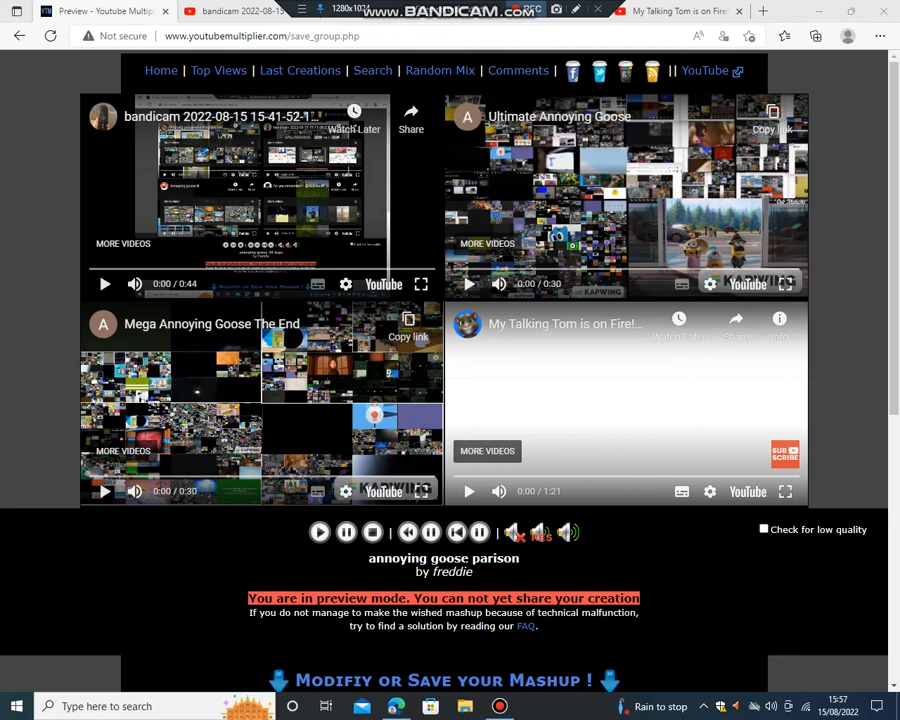 Preview - Youtube Multipl
bandicam 2022-08-15
1280x1024
WWW.BANDICAM.COM
REC
My Talking Tom is on Fire!
Not secure
www.youtubemultiplier.com/save_group.php
Home | Top Views | Last Creations | Search | Random Mix | Comments | || YouTube
bandicam 2022-08-15 15-41-52-1...
Watch Later
Share
MORE VIDEOS
0:00 / 0:44
YouTube
A
Ultimate Annoying Goose
Copy link
MORE VIDEOS
0:00 / 0:30
YouTube
KAPWING
A
Mega Annoying Goose The End
Copy link
MORE VIDEOS
0:00 / 0:30
YouTube
KAPWING
My Talking Tom is on Fire!...
Watch Later
Share
Info
MORE VIDEOS
SUB
SCRIBE
0:00 / 1:21
YouTube
Check for low quality
annoying goose parison
by freddie
You are in preview mode. You can not yet share your creation
If you do not manage to make the wished mashup because of technical malfunction,
try to find a solution by reading our FAQ.
Modifiy or Save your Mashup !
Type here to search
Rain to stop
15:57
15/08/2022